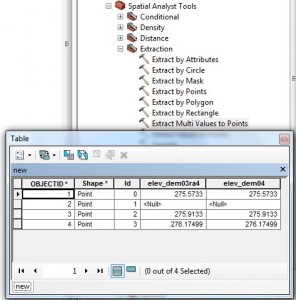 Spatial Analyst Tools
Conditional
Density
Distance
Extraction
Extract by Attributes
Extract by Circle
Extract by Mask
Extract by Points
Extract by Polygon
Extract by Rectangle
Extract Multi Values to Points
Table
new
OBJECTID * Shape * Id elev_dem03ra4 elev_dem04
1 Point 0 275.5733 275.5733
2 Point 1 <Null> <Null>
3 Point 2 275.9133 275.9133
4 Point 3 276.17499 276.17499
1 (0 out of 4 Selected)
new